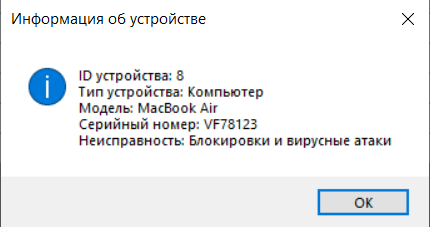 Информация об устройстве
ID устройства: 8
Тип устройства: Компьютер
Модель: MacBook Air
Серийный номер: VF78123
Неисправность: Блокировки и вирусные атаки
ОК